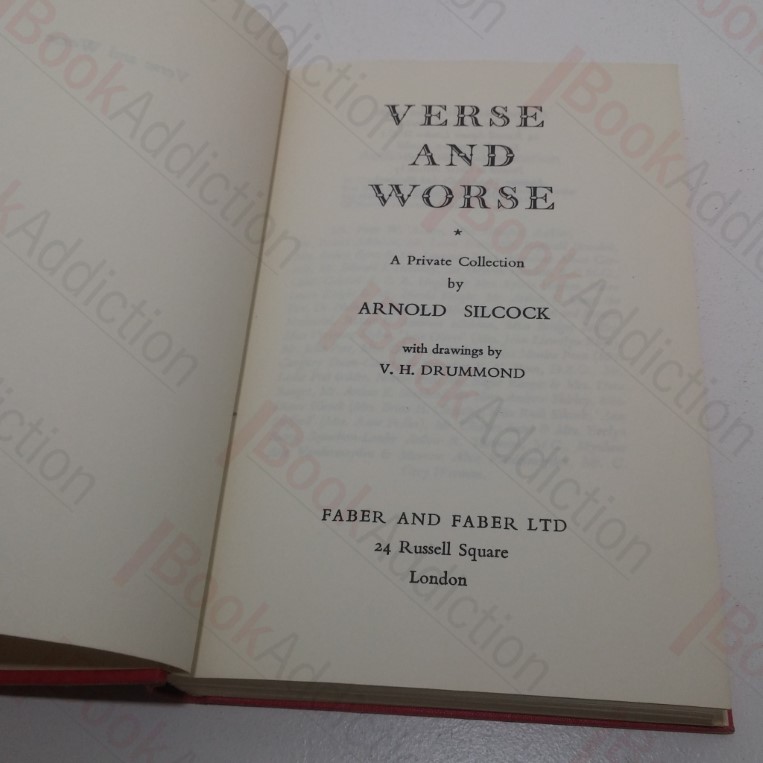 VERSE
AND
WORSE
★
A Private Collection
by
ARNOLD SILCOCK
with drawings by
V. H. DRUMMOND
FABER AND FABER LTD
24 Russell Square
London
BookAddiction